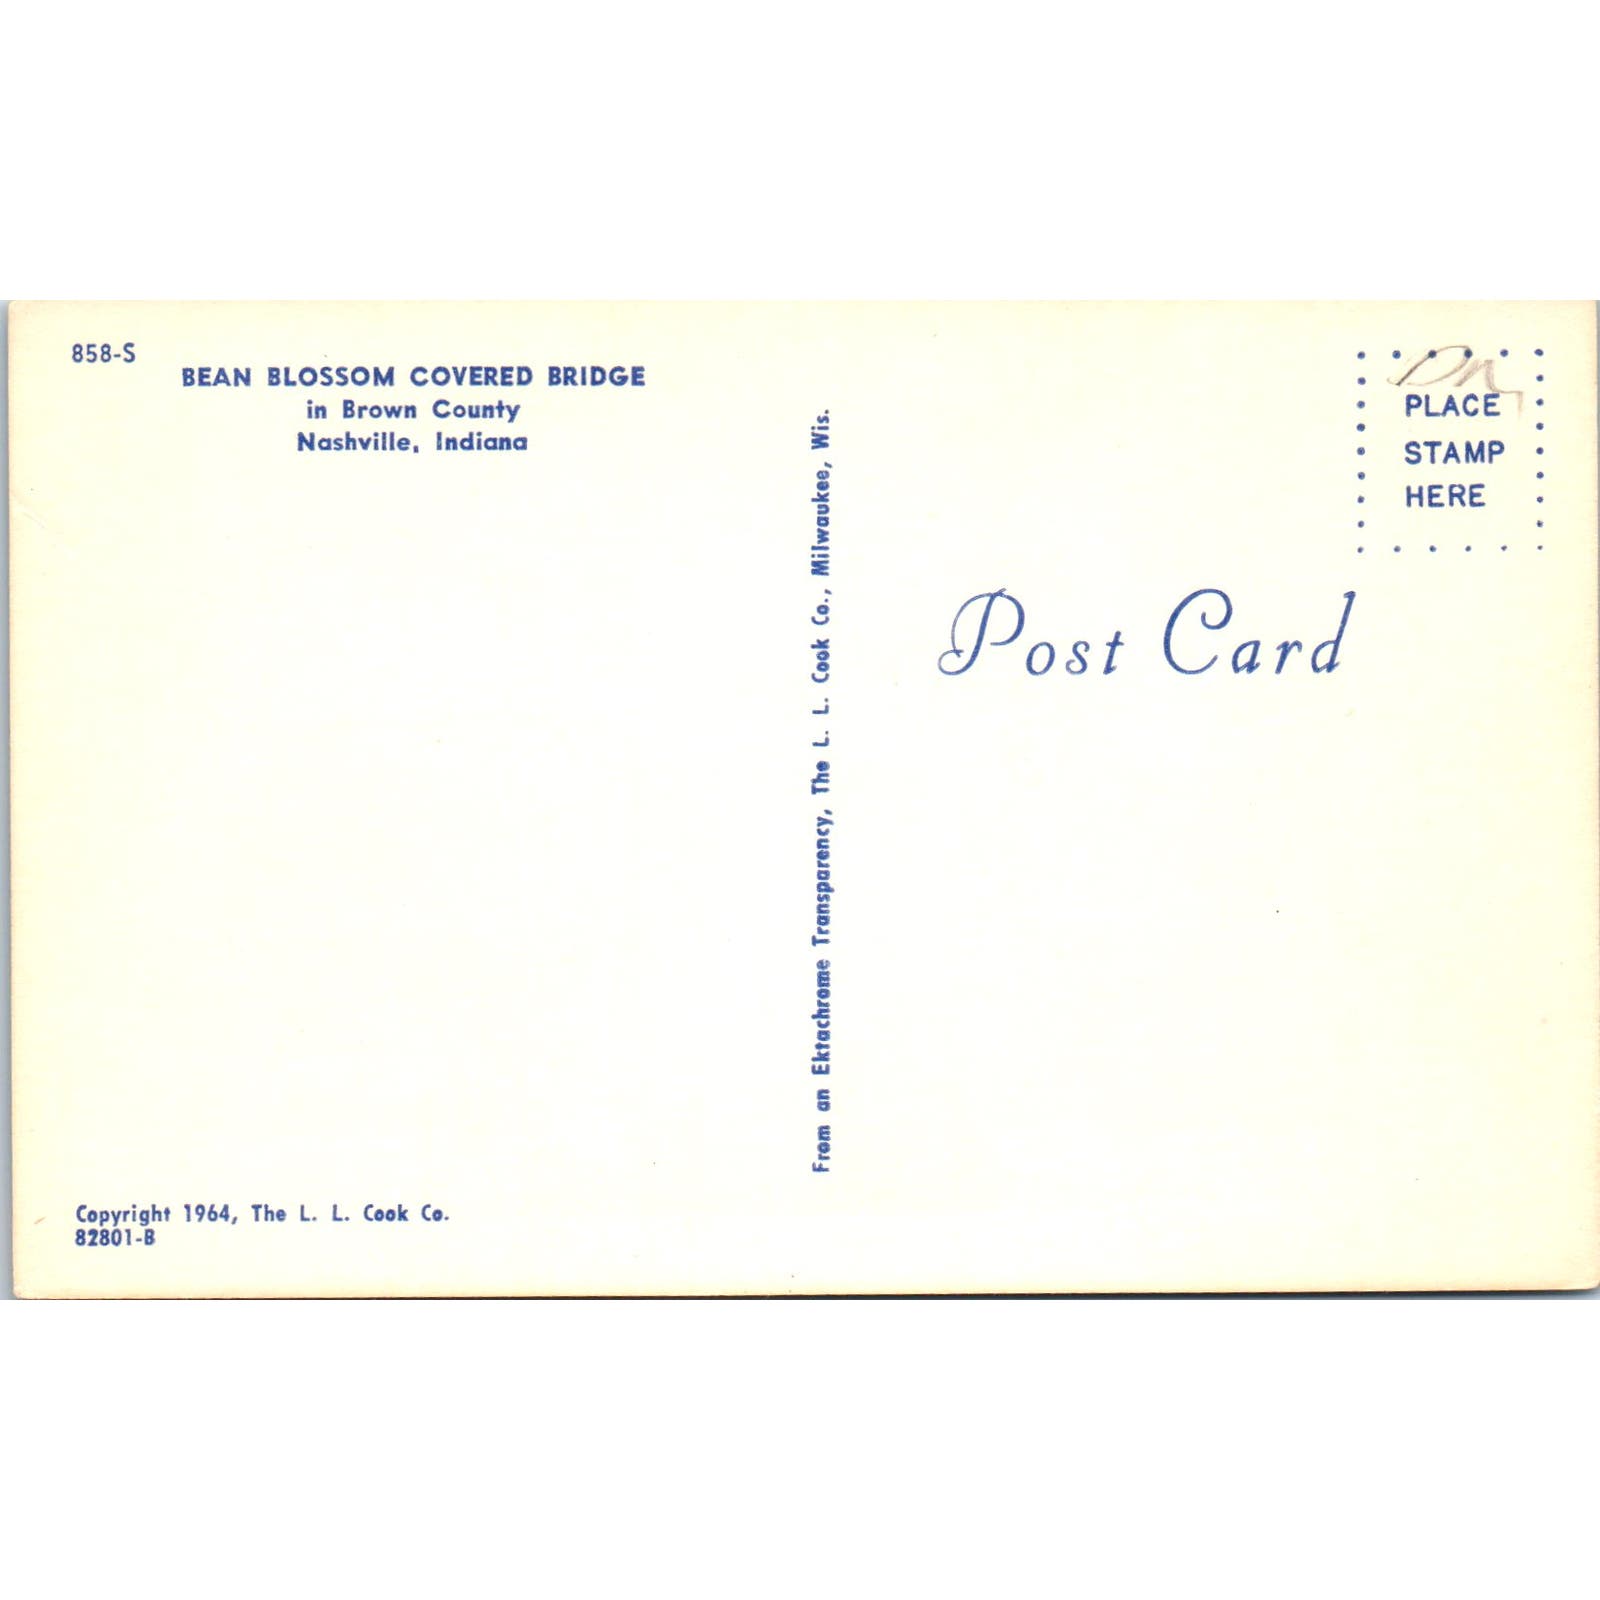 858-S
BEAN BLOSSOM COVERED BRIDGE
in Brown County
Nashville, Indiana
Copyright 1964, The L. L. Cook Co.
82801-B
From an Ektachrome Transparency, The L. L. Cook Co., Milwaukee, Wis.
PLACE
STAMP
HERE
Post Card